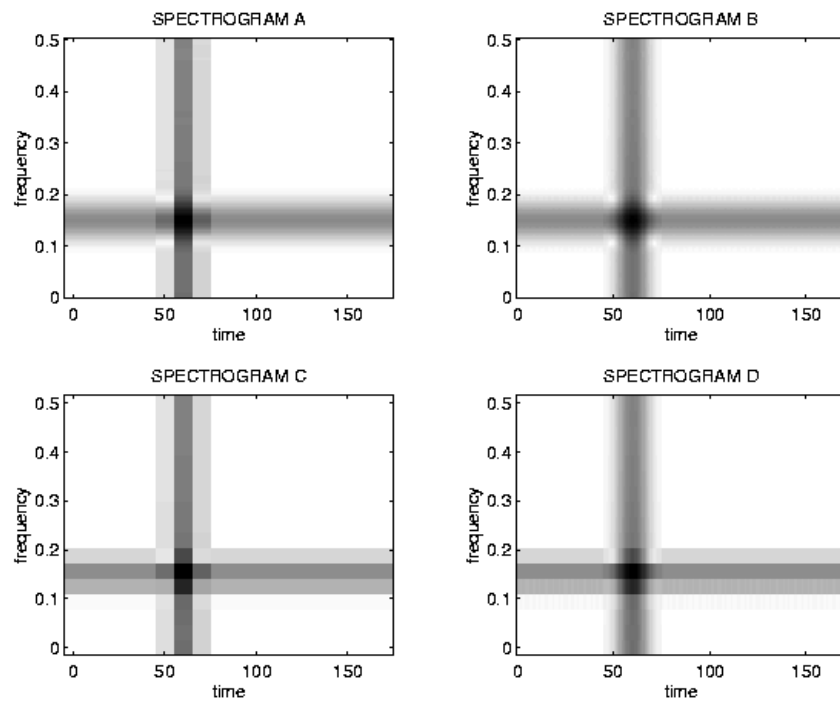 SPECTROGRAM A
0.5
0.4
0.3
0.2
0.1
0
frequency
0 50 100 150
time
SPECTROGRAM B
0.5
0.4
0.3
0.2
0.1
0
frequency
0 50 100 150
time
SPECTROGRAM C
0.5
0.4
0.3
0.2
0.1
0
frequency
0 50 100 150
time
SPECTROGRAM D
0.5
0.4
0.3
0.2
0.1
0
frequency
0 50 100 150
time